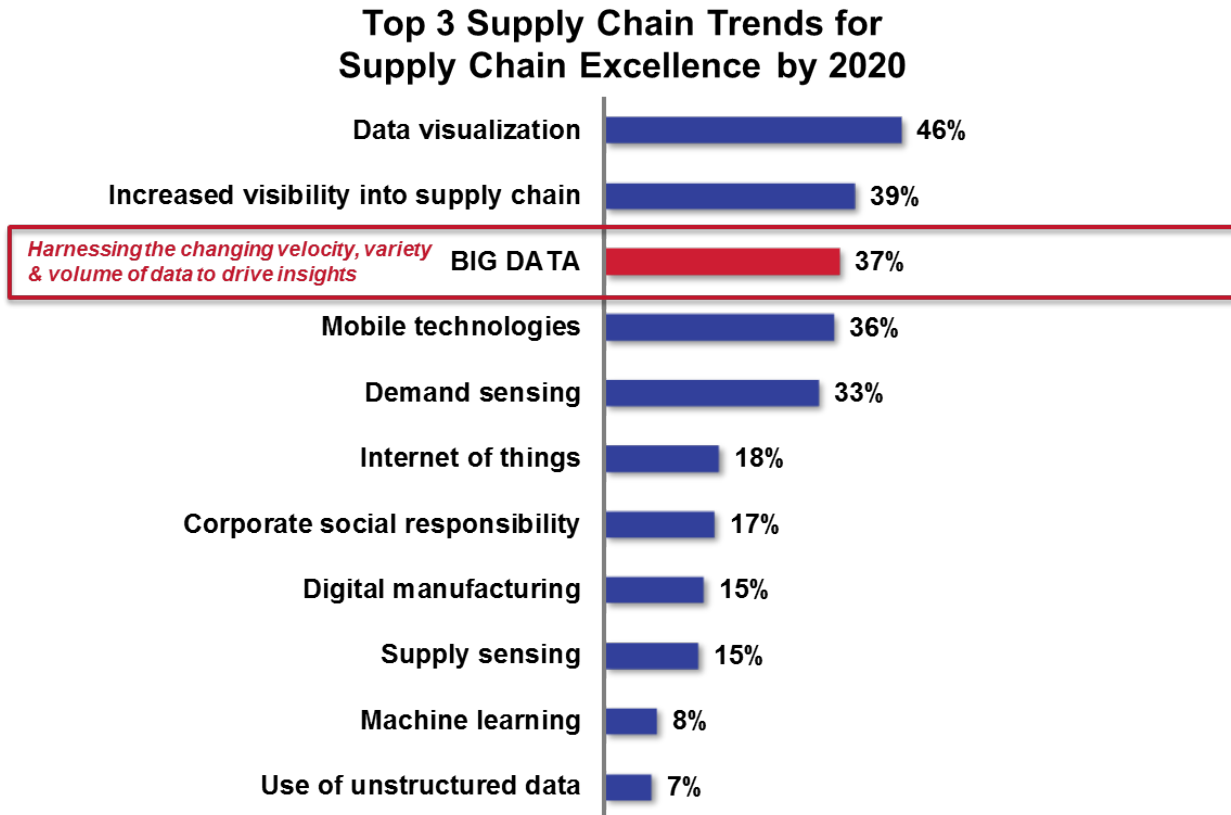 Top 3 Supply Chain Trends for
Supply Chain Excellence by 2020
Data visualization 46%
Increased visibility into supply chain 39%
Harnessing the changing velocity, variety
& volume of data to drive insights
BIG DATA 37%
Mobile technologies 36%
Demand sensing 33%
Internet of things 18%
Corporate social responsibility 17%
Digital manufacturing 15%
Supply sensing 15%
Machine learning 8%
Use of unstructured data 7%